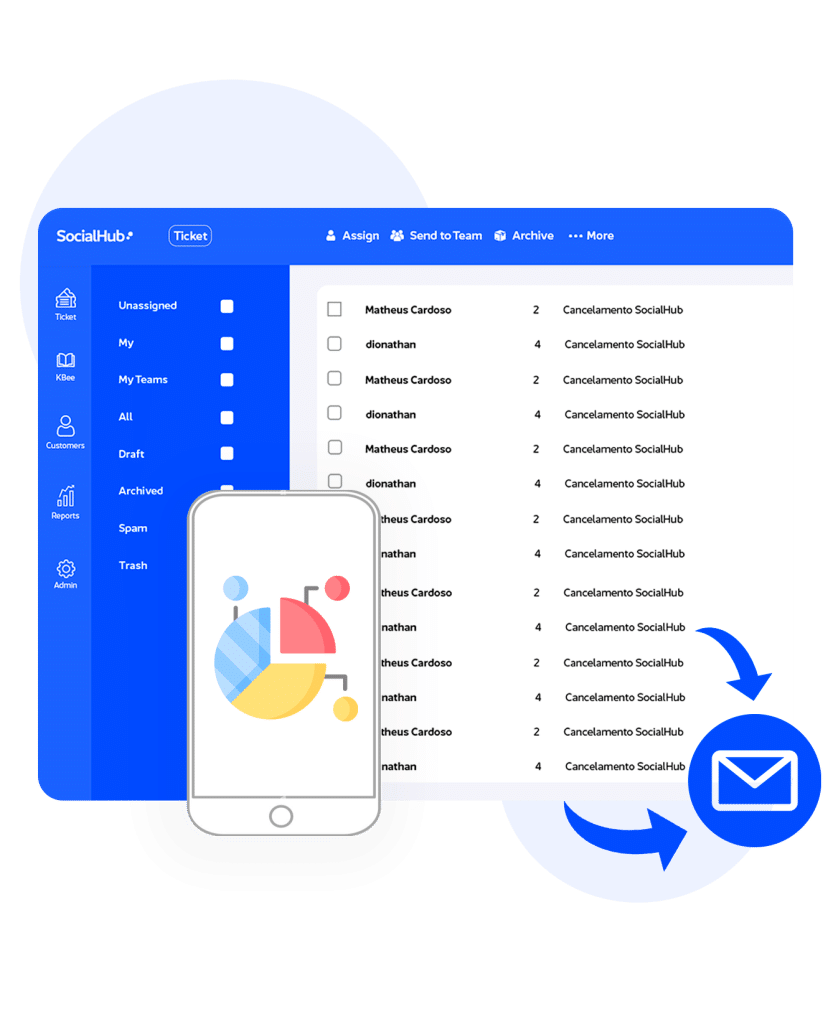 SocialHub
Ticket
Assign
Send to Team
Archive
More
Ticket
KBee
Customers
Reports
Admin
Unassigned
My
My Teams
All
Draft
Archived
Spam
Trash
Matheus Cardoso 2 Cancelamento SocialHub
dionathan 4 Cancelamento SocialHub
Matheus Cardoso 2 Cancelamento SocialHub
dionathan 4 Cancelamento SocialHub
Matheus Cardoso 2 Cancelamento SocialHub
dionathan 4 Cancelamento SocialHub
theus Cardoso 2 Cancelamento SocialHub
nathan 4 Cancelamento SocialHub
theus Cardoso 2 Cancelamento SocialHub
nathan 4 Cancelamento SocialHub
theus Cardoso 2 Cancelamento SocialHub
nathan 4 Cancelamento SocialHub
theus Cardoso 2 Cancelamento SocialHub
nathan 4 Cancelamento SocialHub